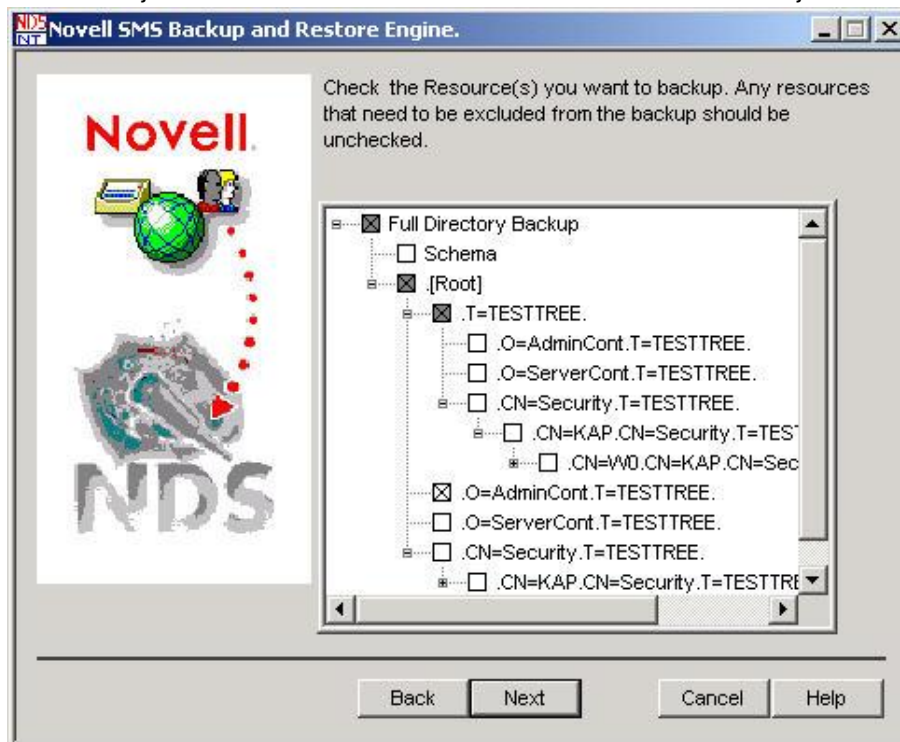 NDS
NT
Novell SMS Backup and Restore Engine.
Novell.
NDS
Check the Resource(s) you want to backup. Any resources
that need to be excluded from the backup should be
unchecked.
Full Directory Backup
Schema
.[Root]
.T=TESTTREE.
.O=AdminCont.T=TESTTREE.
.O=ServerCont.T=TESTTREE.
.CN=Security.T=TESTTREE.
.CN=KAP.CN=Security.T=TES
.CN=W0.CN=KAP.CN=Sec
.O=AdminCont.T=TESTTREE.
.O=ServerCont.T=TESTTREE.
.CN=Security.T=TESTTREE.
.CN=KAP.CN=Security.T=TESTTRE
Back Next Cancel Help